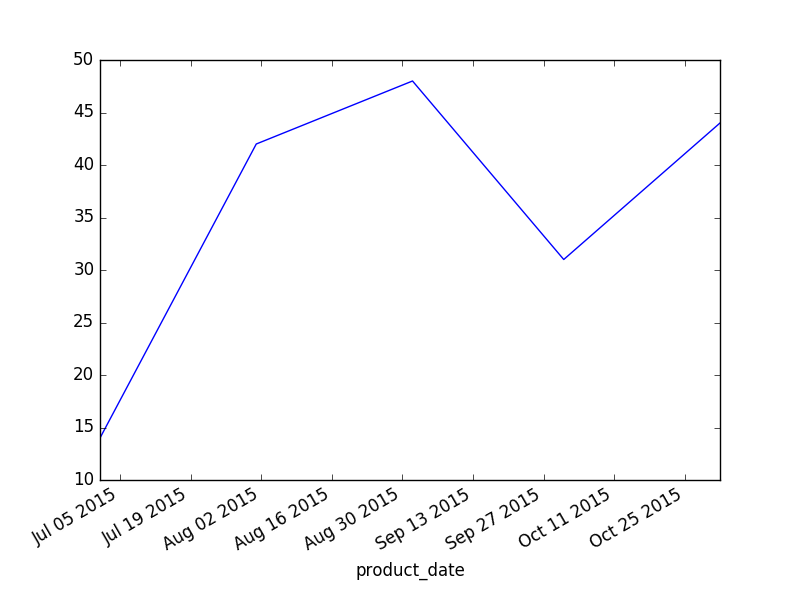 50
45
40
35
30
25
20
15
10
Jul 05 2015
Jul 19 2015
Aug 02 2015
Aug 16 2015
Aug 30 2015
Sep 13 2015
Sep 27 2015
Oct 11 2015
Oct 25 2015
product_date